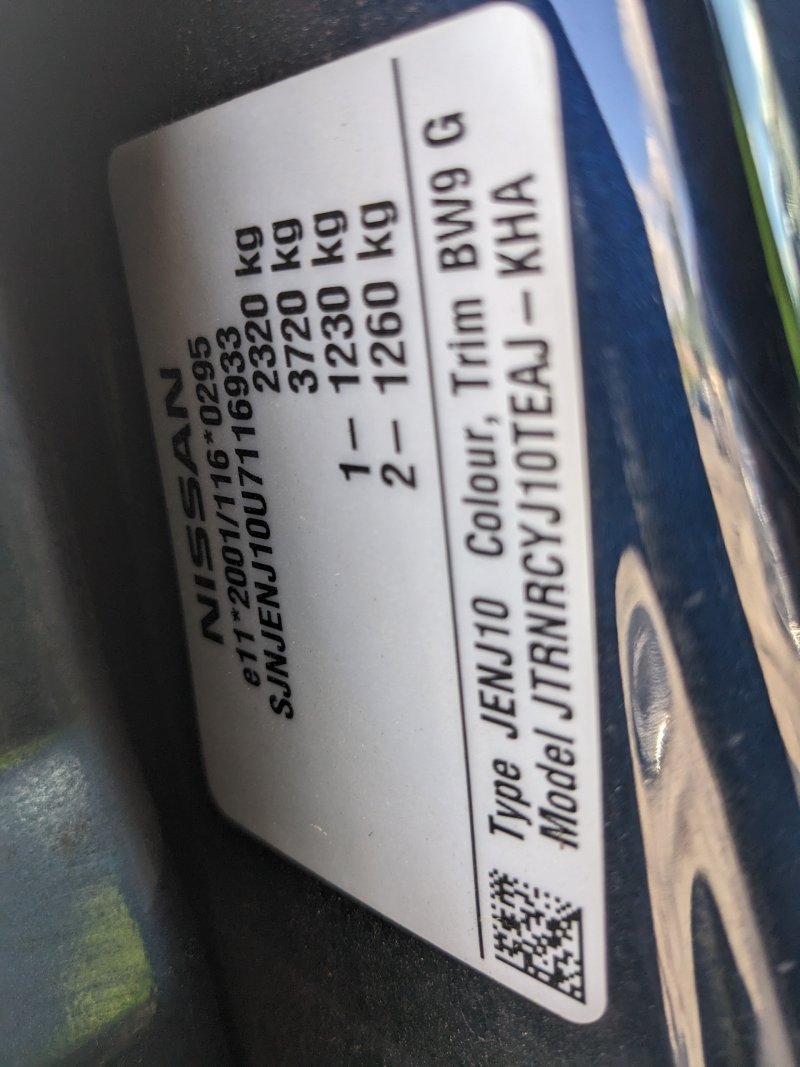 NISSAN
e11*2001/116*0295
SJNJENJ10U7116933
2320 kg
3720 kg
1– 1230 kg
2– 1260 kg
Type JENJ10 Colour, Trim BW9 G
Model JTRNRCYJ10TEAJ – KHA